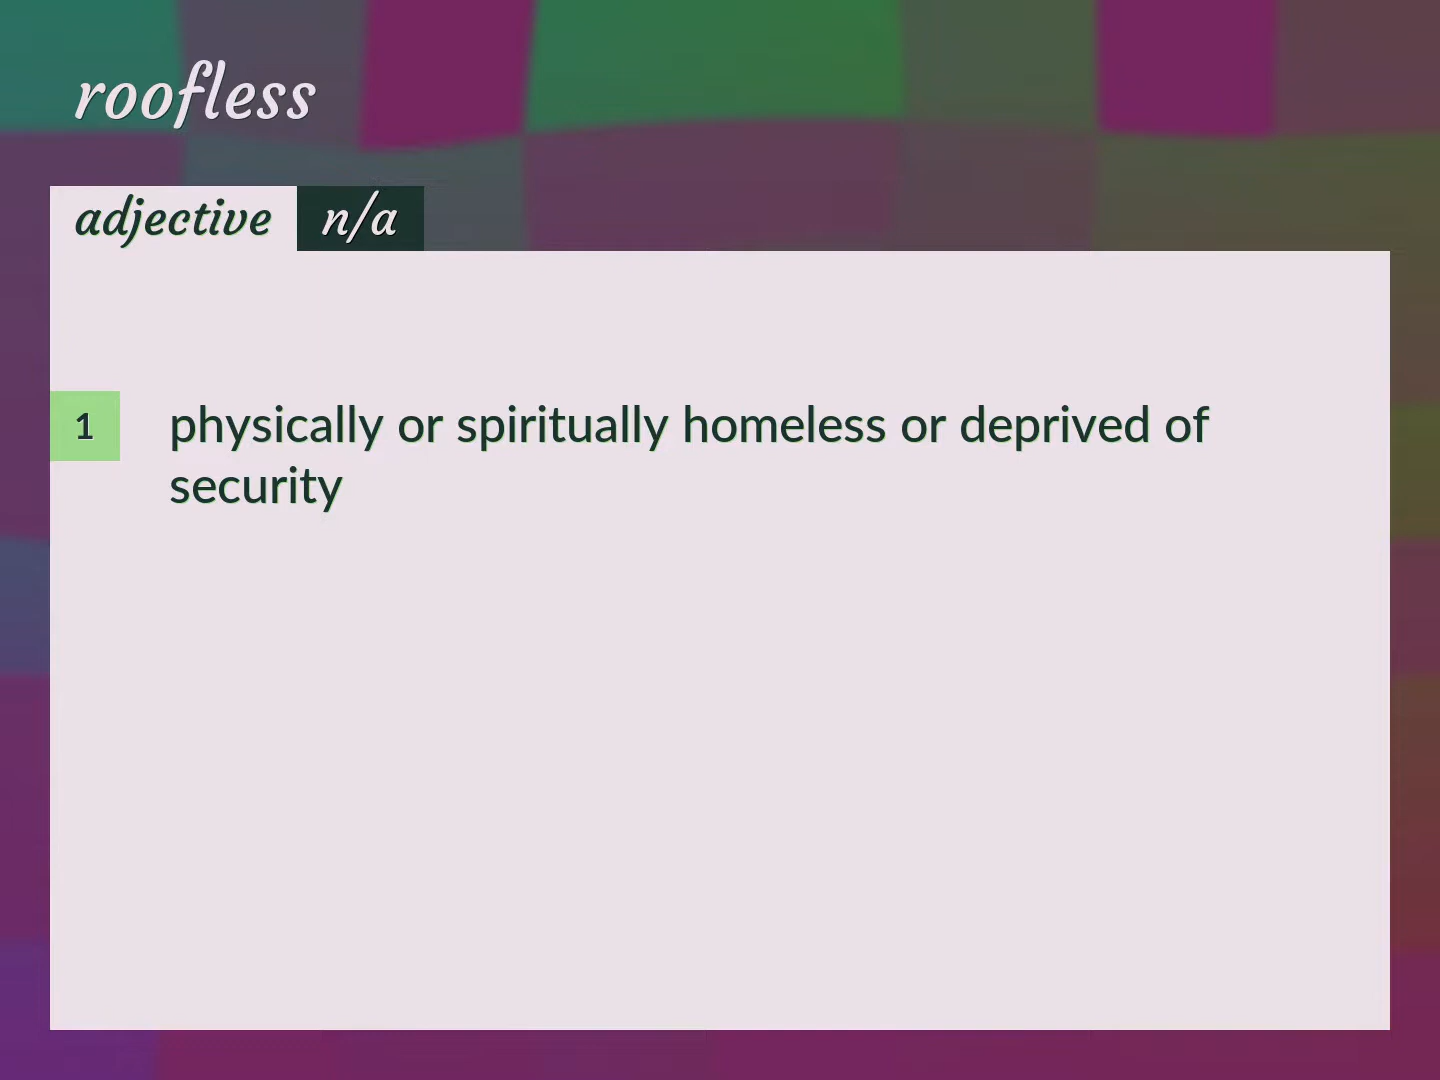 roofless
adjective n/a
1 physically or spiritually homeless or deprived of
security